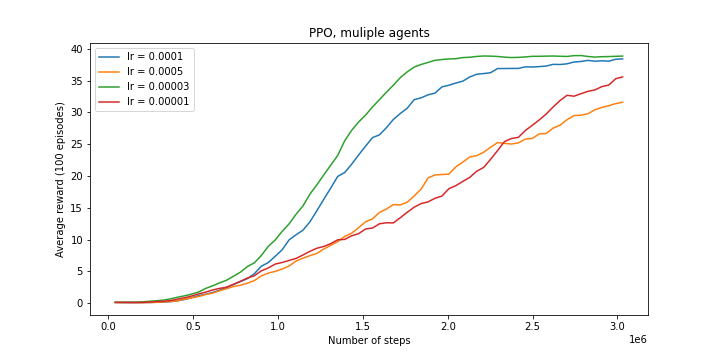 PPO, muliple agents
lr = 0.0001
lr = 0.0005
lr = 0.00003
lr = 0.00001
Average reward (100 episodes)
40
35
30
25
20
15
10
5
0
0.0
0.5
1.0
1.5
2.0
2.5
3.0
1e6
Number of steps